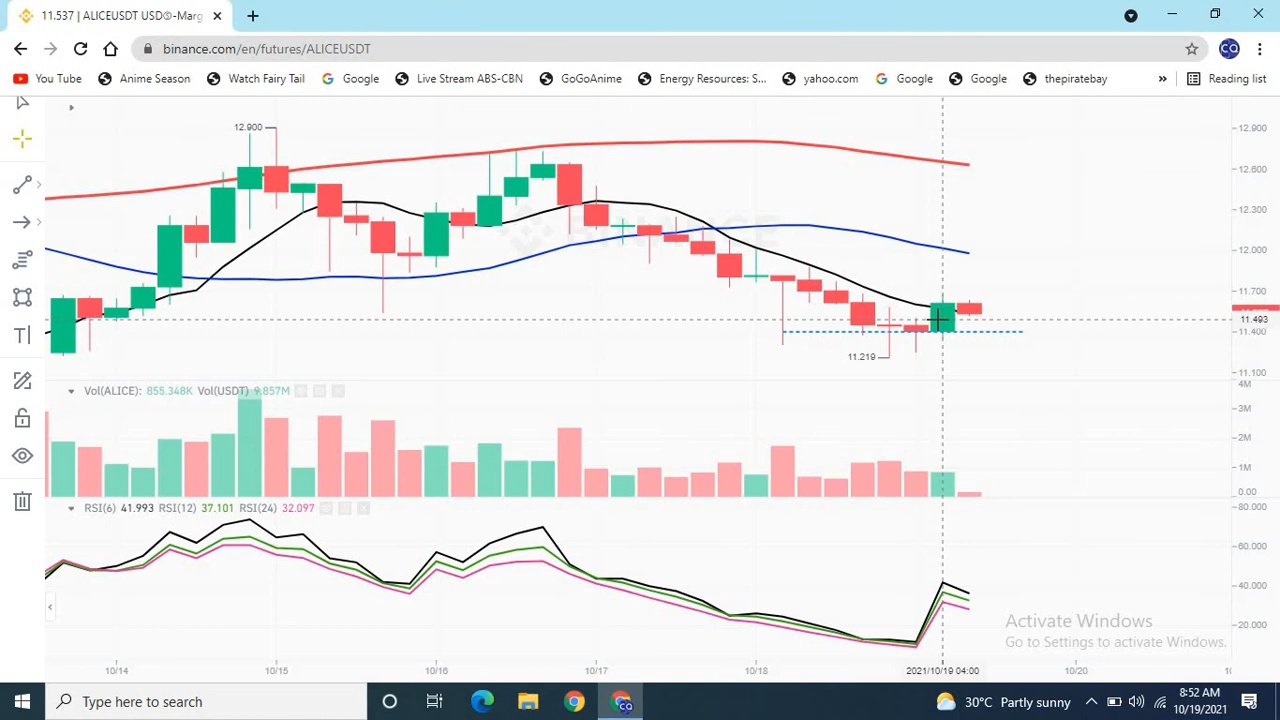 11.537 | ALICEUSDT USDⓈ-Marg
binance.com/en/futures/ALICEUSDT
You Tube Anime Season Watch Fairy Tail Google Live Stream ABS-CBN GoGoAnime Energy Resources: S... yahoo.com Google Google thepiratebay » Reading list
12.900
12.900
12.600
12.300
BINANCE
12.000
11.700
11.493
11.400
11.219
11.100
Vol(ALICE): 855.348K Vol(USDT) 9.857M
4M
3M
2M
1M
0.00
RSI(6) 41.993 RSI(12) 37.101 RSI(24) 32.097
80.000
60.000
40.000
20.000
Activate Windows
Go to Settings to activate Windows.
10/14 10/15 10/16 10/17 10/18 2021/10/19 04:00 10/20
Type here to search
30°C Partly sunny
8:52 AM
10/19/2021